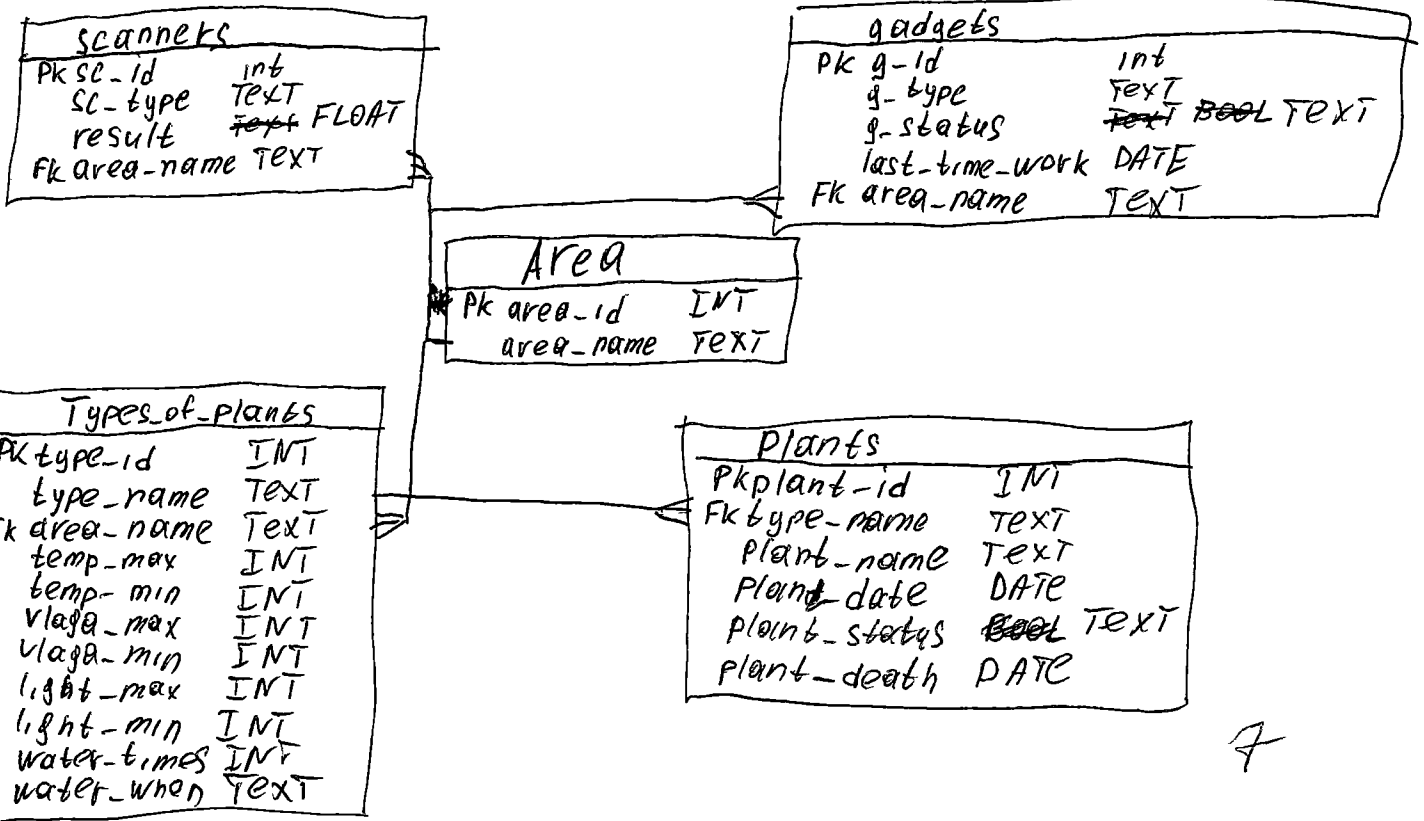 scanners
PK sc_id int
sc_type TEXT
result Text FLOAT
FK area_name TEXT
gadgets
PK g_id int
g_type TEXT
g_status Text BOOL TEXT
last_time_work DATE
FK area_name TEXT
Area
PK area_id INT
area_name TEXT
Types_of_plants
PK type_id INT
type_name TEXT
FK area_name TEXT
temp_max INT
temp_min INT
vlaga_max INT
vlaga_min INT
light_max INT
light_min INT
water_times INT
water_when TEXT
Plants
PK plant_id INT
FK type_name TEXT
plant_name TEXT
plant_date DATE
plant_status BOOL TEXT
plant_death DATE
7